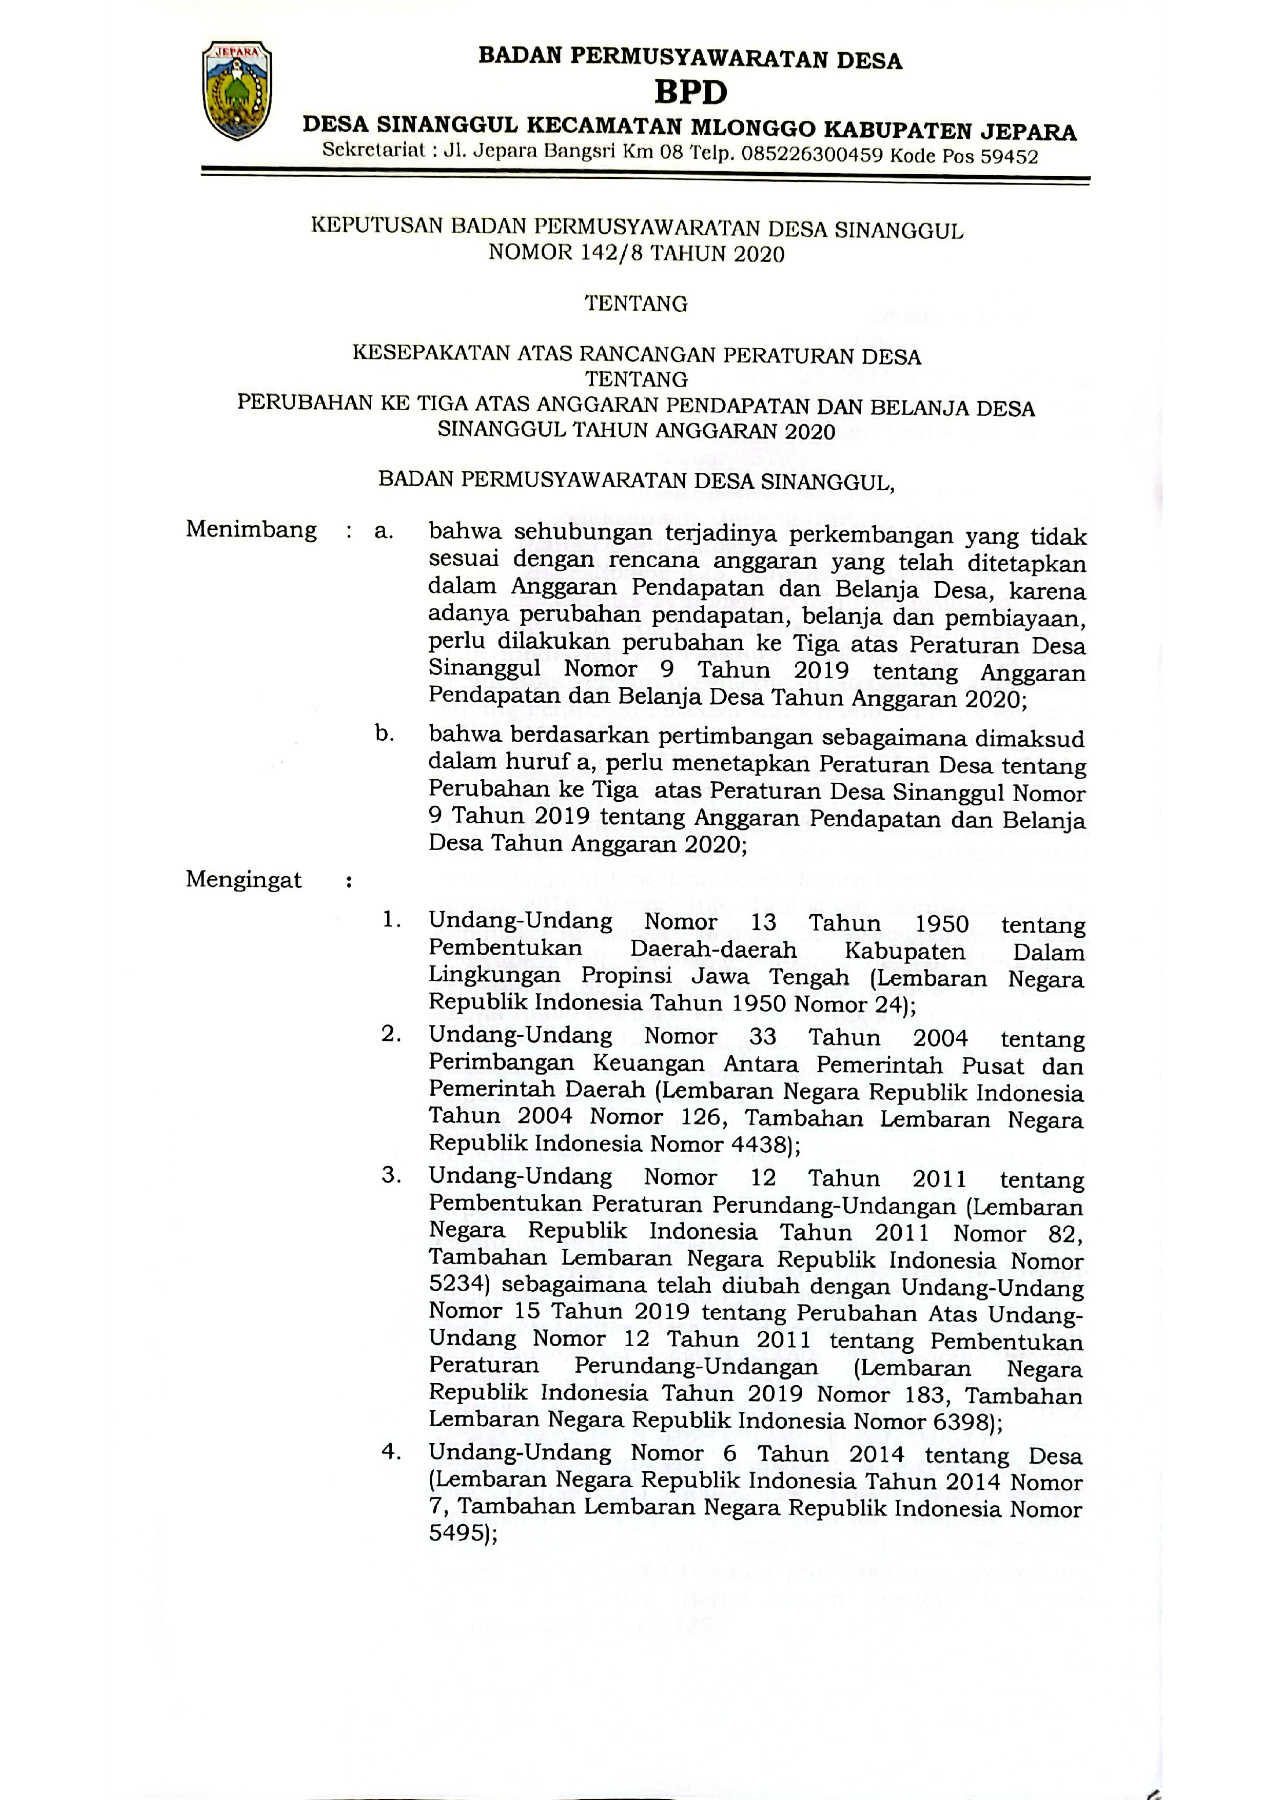 JEPARA
BADAN PERMUSYAWARATAN DESA
BPD
DESA SINANGGUL KECAMATAN MLONGGO KABUPATEN JEPARA
Sekretariat : Jl. Jepara Bangsri Km 08 Telp. 085226300459 Kode Pos 59452
KEPUTUSAN BADAN PERMUSYAWARATAN DESA SINANGGUL
NOMOR 142/8 TAHUN 2020
TENTANG
KESEPAKATAN ATAS RANCANGAN PERATURAN DESA
TENTANG
PERUBAHAN KE TIGA ATAS ANGGARAN PENDAPATAN DAN BELANJA DESA
SINANGGUL TAHUN ANGGARAN 2020
BADAN PERMUSYAWARATAN DESA SINANGGUL,
Menimbang : a. bahwa sehubungan terjadinya perkembangan yang tidak
sesuai dengan rencana anggaran yang telah ditetapkan
dalam Anggaran Pendapatan dan Belanja Desa, karena
adanya perubahan pendapatan, belanja dan pembiayaan,
perlu dilakukan perubahan ke Tiga atas Peraturan Desa
Sinanggul Nomor 9 Tahun 2019 tentang Anggaran
Pendapatan dan Belanja Desa Tahun Anggaran 2020;
b. bahwa berdasarkan pertimbangan sebagaimana dimaksud
dalam huruf a, perlu menetapkan Peraturan Desa tentang
Perubahan ke Tiga atas Peraturan Desa Sinanggul Nomor
9 Tahun 2019 tentang Anggaran Pendapatan dan Belanja
Desa Tahun Anggaran 2020;
Mengingat :
1. Undang-Undang Nomor 13 Tahun 1950 tentang
Pembentukan Daerah-daerah Kabupaten Dalam
Lingkungan Propinsi Jawa Tengah (Lembaran Negara
Republik Indonesia Tahun 1950 Nomor 24);
2. Undang-Undang Nomor 33 Tahun 2004 tentang
Perimbangan Keuangan Antara Pemerintah Pusat dan
Pemerintah Daerah (Lembaran Negara Republik Indonesia
Tahun 2004 Nomor 126, Tambahan Lembaran Negara
Republik Indonesia Nomor 4438);
3. Undang-Undang Nomor 12 Tahun 2011 tentang
Pembentukan Peraturan Perundang-Undangan (Lembaran
Negara Republik Indonesia Tahun 2011 Nomor 82,
Tambahan Lembaran Negara Republik Indonesia Nomor
5234) sebagaimana telah diubah dengan Undang-Undang
Nomor 15 Tahun 2019 tentang Perubahan Atas Undang-
Undang Nomor 12 Tahun 2011 tentang Pembentukan
Peraturan Perundang-Undangan (Lembaran Negara
Republik Indonesia Tahun 2019 Nomor 183, Tambahan
Lembaran Negara Republik Indonesia Nomor 6398);
4. Undang-Undang Nomor 6 Tahun 2014 tentang Desa
(Lembaran Negara Republik Indonesia Tahun 2014 Nomor
7, Tambahan Lembaran Negara Republik Indonesia Nomor
5495);